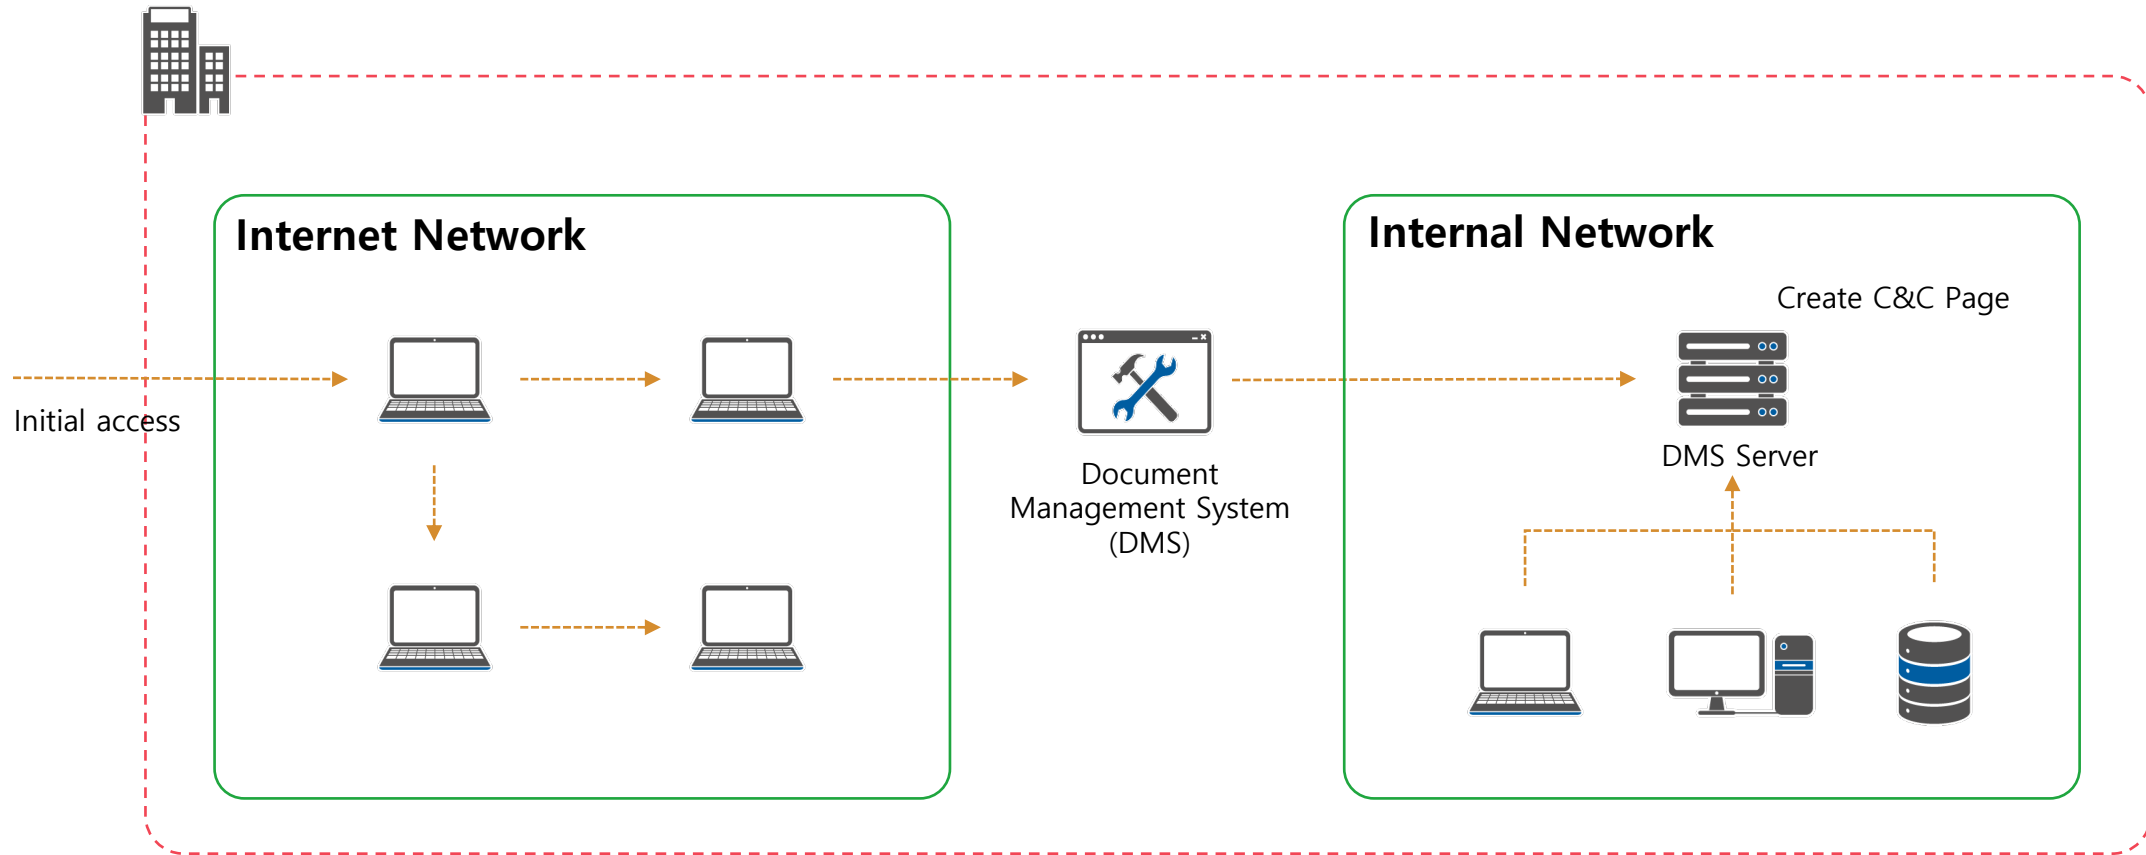 Internet Network
Internal Network
Create C&C Page
Initial access
DMS Server
Document
Management System
(DMS)